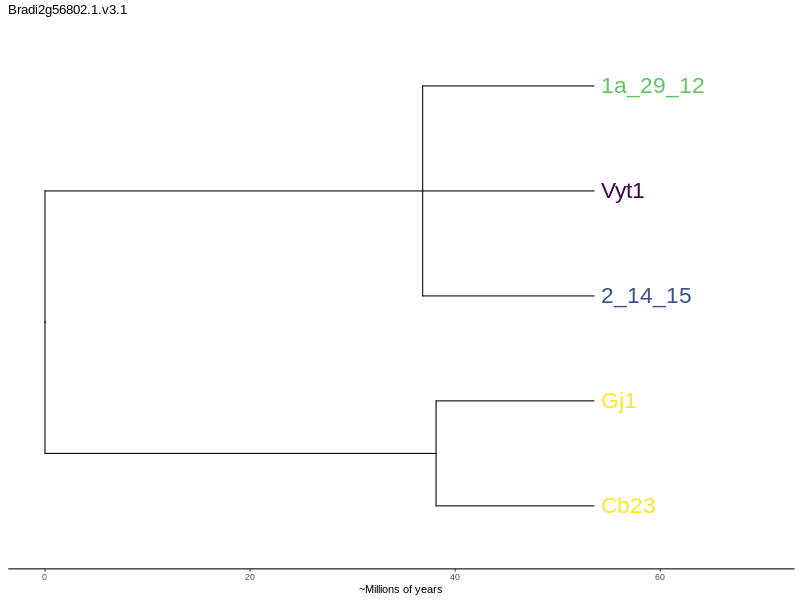 Bradi2g56802.1.v3.1
1a_29_12
Vyt1
2_14_15
Gj1
Cb23
0 20 40 60
~Millions of years